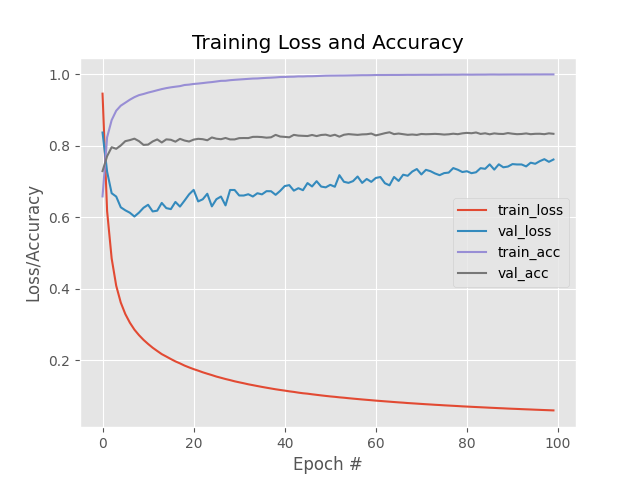 Training Loss and Accuracy
Loss/Accuracy
1.0
0.8
0.6
0.4
0.2
train_loss
val_loss
train_acc
val_acc
0 20 40 60 80 100
Epoch #